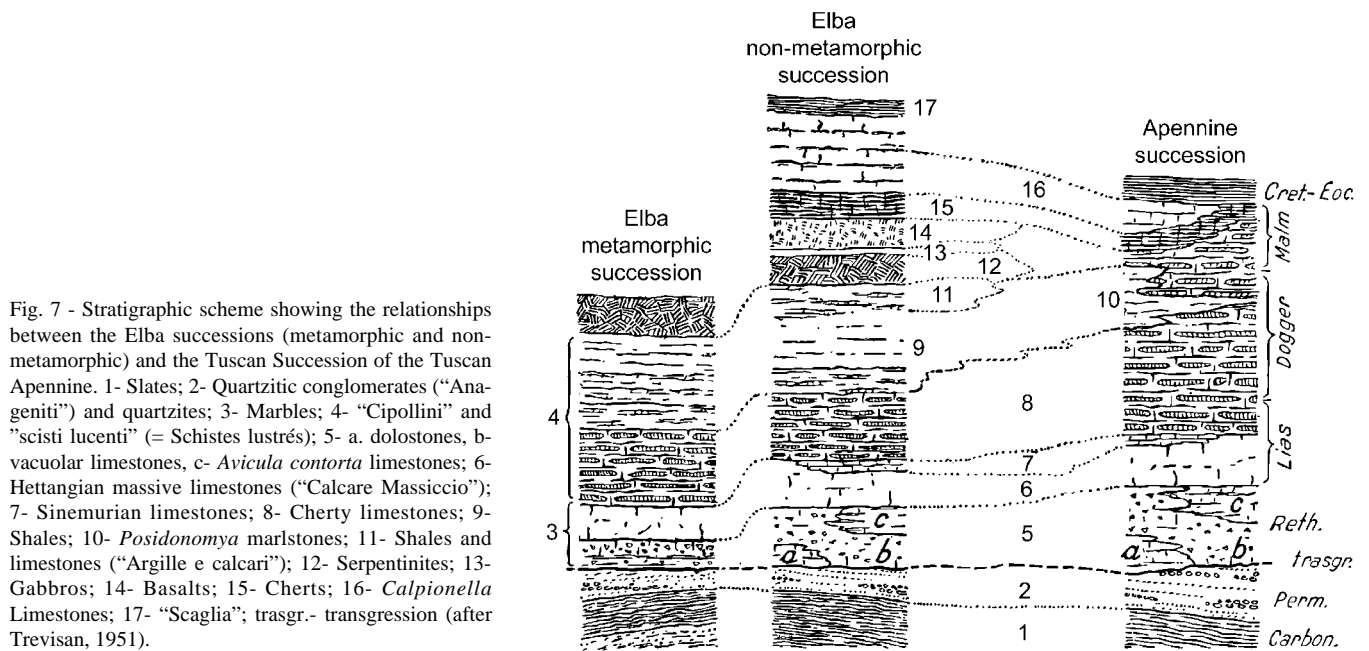 Fig. 7 - Stratigraphic scheme showing the relationships
between the Elba successions (metamorphic and non-
metamorphic) and the Tuscan Succession of the Tuscan
Apennine. 1- Slates; 2- Quartzitic conglomerates (“Ana-
geniti”) and quartzites; 3- Marbles; 4- “Cipollini” and
”scisti lucenti” (= Schistes lustrés); 5- a. dolostones, b-
vacuolar limestones, c- Avicula contorta limestones; 6-
Hettangian massive limestones (“Calcare Massiccio”);
7- Sinemurian limestones; 8- Cherty limestones; 9-
Shales; 10- Posidonomya marlstones; 11- Shales and
limestones (“Argille e calcari”); 12- Serpentinites; 13-
Gabbros; 14- Basalts; 15- Cherts; 16- Calpionella
Limestones; 17- “Scaglia”; trasgr.- transgression (after
Trevisan, 1951).
Elba
metamorphic
succession
4
3
Elba
non-metamorphic
succession
17
16
15
14
13
12
11
10
9
8
7
6
5
2
1
a
b
c
Apennine
succession
a
b
c
Cret.-Eoc.
Malm
Dogger
Lias
Reth.
trasgr.
Perm.
Carbon.